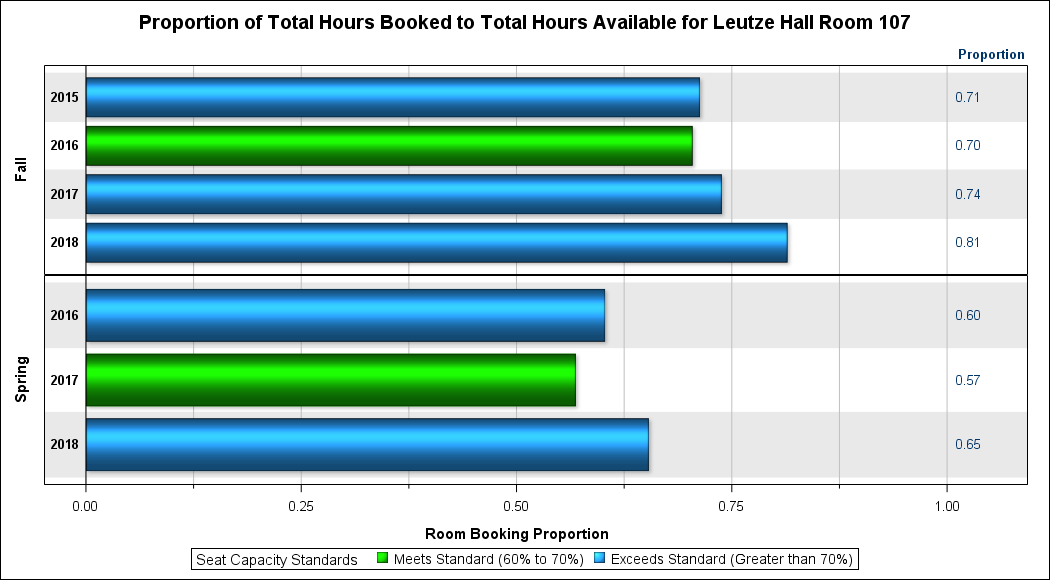 Proportion of Total Hours Booked to Total Hours Available for Leutze Hall Room 107
Proportion
Fall
2015 0.71
2016 0.70
2017 0.74
2018 0.81
Spring
2016 0.60
2017 0.57
2018 0.65
0.00 0.25 0.50 0.75 1.00
Room Booking Proportion
Seat Capacity Standards Meets Standard (60% to 70%) Exceeds Standard (Greater than 70%)